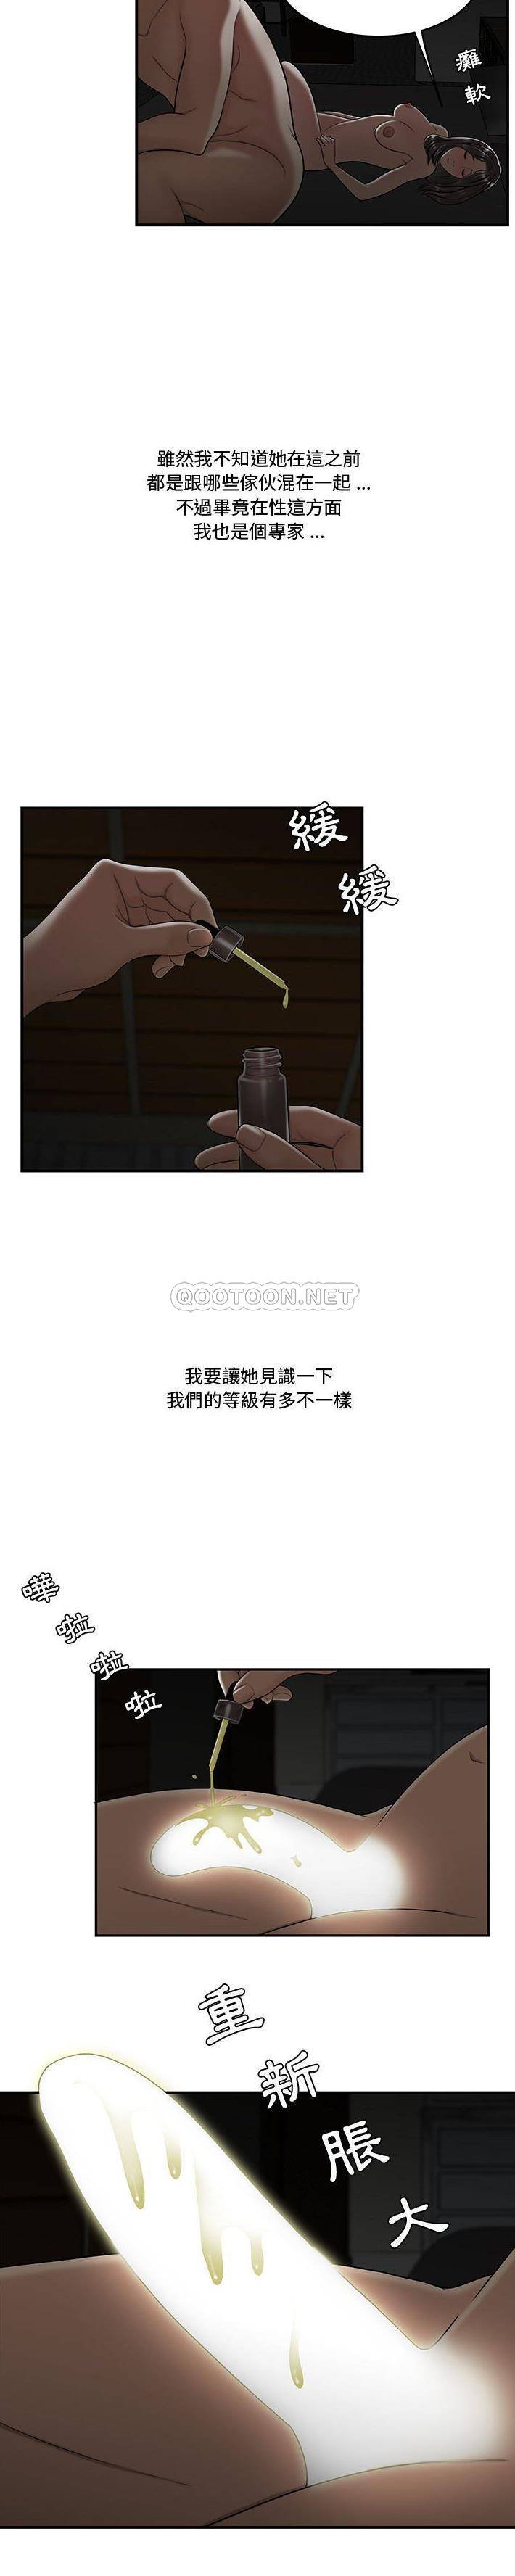 癱
軟
雖然我不知道她在這之前
都是跟哪些傢伙混在一起 ...
不過畢竟在性這方面
我也是個專家 ...
緩
緩
QOOTOON.NET
我要讓她見識一下
我們的等級有多不一樣
嘩
啦
啦
啦
重
新
脹
大